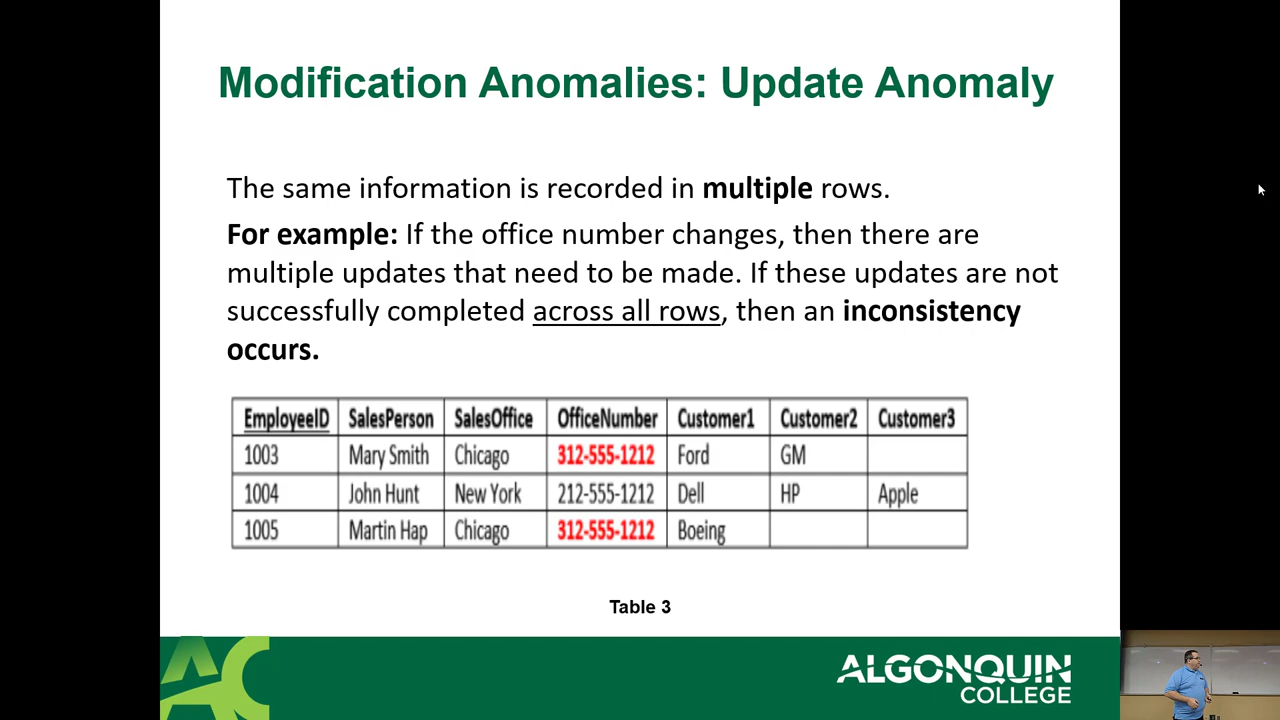 Modification Anomalies: Update Anomaly
The same information is recorded in multiple rows.
For example: If the office number changes, then there are
multiple updates that need to be made. If these updates are not
successfully completed across all rows, then an inconsistency
occurs.
EmployeeID SalesPerson SalesOffice OfficeNumber Customer1 Customer2 Customer3
1003 Mary Smith Chicago 312-555-1212 Ford GM
1004 John Hunt New York 212-555-1212 Dell HP Apple
1005 Martin Hap Chicago 312-555-1212 Boeing
Table 3
AC
ALGONQUIN
COLLEGE